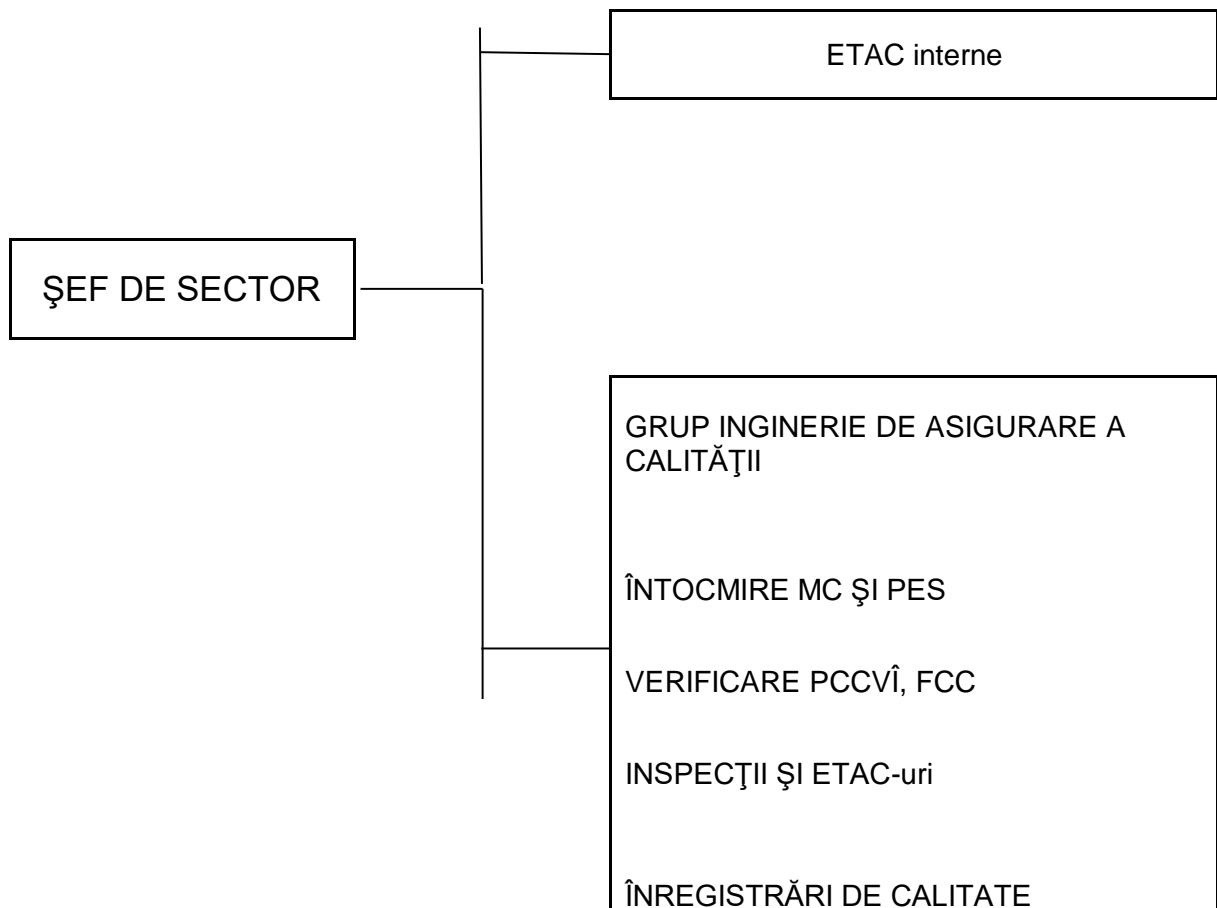 ETAC interne
ŞEF DE SECTOR
GRUP INGINERIE DE ASIGURARE A
CALITĂŢII
ÎNTOCMIRE MC ŞI PES
VERIFICARE PCCVÎ, FCC
INSPECŢII ŞI ETAC-uri
ÎNREGISTRĂRI DE CALITATE